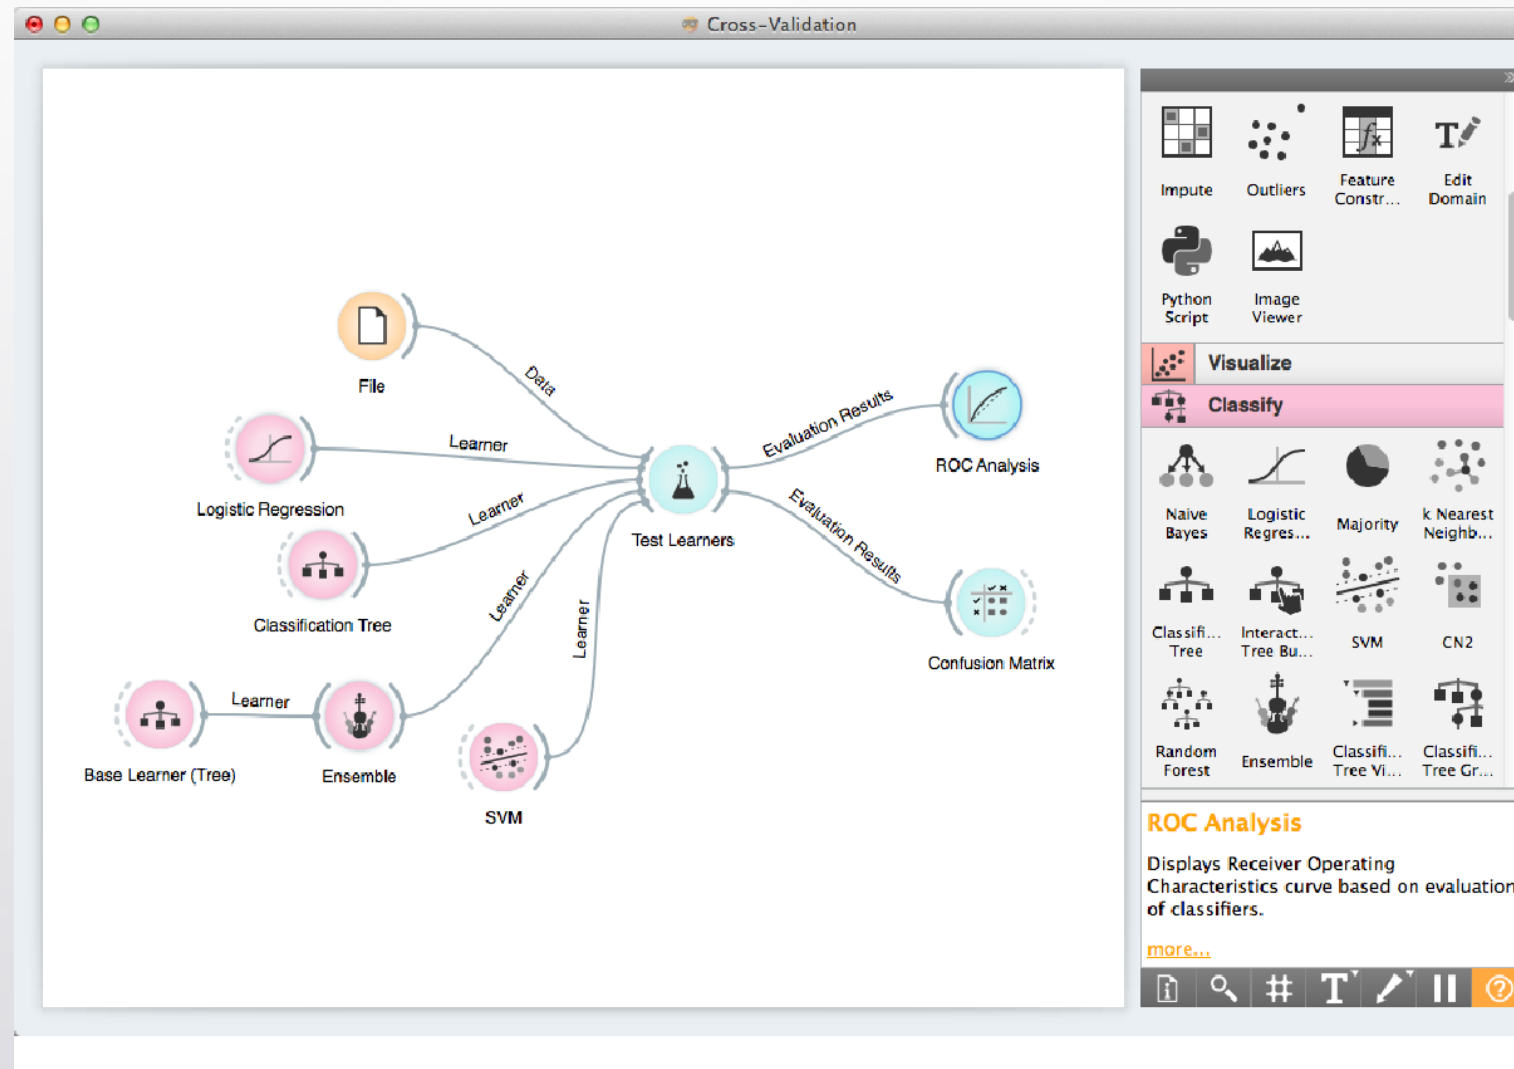 Cross-Validation
File
Data
Logistic Regression
Learner
Classification Tree
Learner
Base Learner (Tree)
Learner
Ensemble
Learner
SVM
Learner
Test Learners
Evaluation Results
ROC Analysis
Evaluation Results
Confusion Matrix
Impute
Outliers
Feature
Constr...
Edit
Domain
Python
Script
Image
Viewer
Visualize
Classify
Naive
Bayes
Logistic
Regres...
Majority
k Nearest
Neighb...
Classifi...
Tree
Interact...
Tree Bu...
SVM
CN2
Random
Forest
Ensemble
Classifi...
Tree Vi...
Classifi...
Tree Gr...
ROC Analysis
Displays Receiver Operating
Characteristics curve based on evaluation
of classifiers.
more...